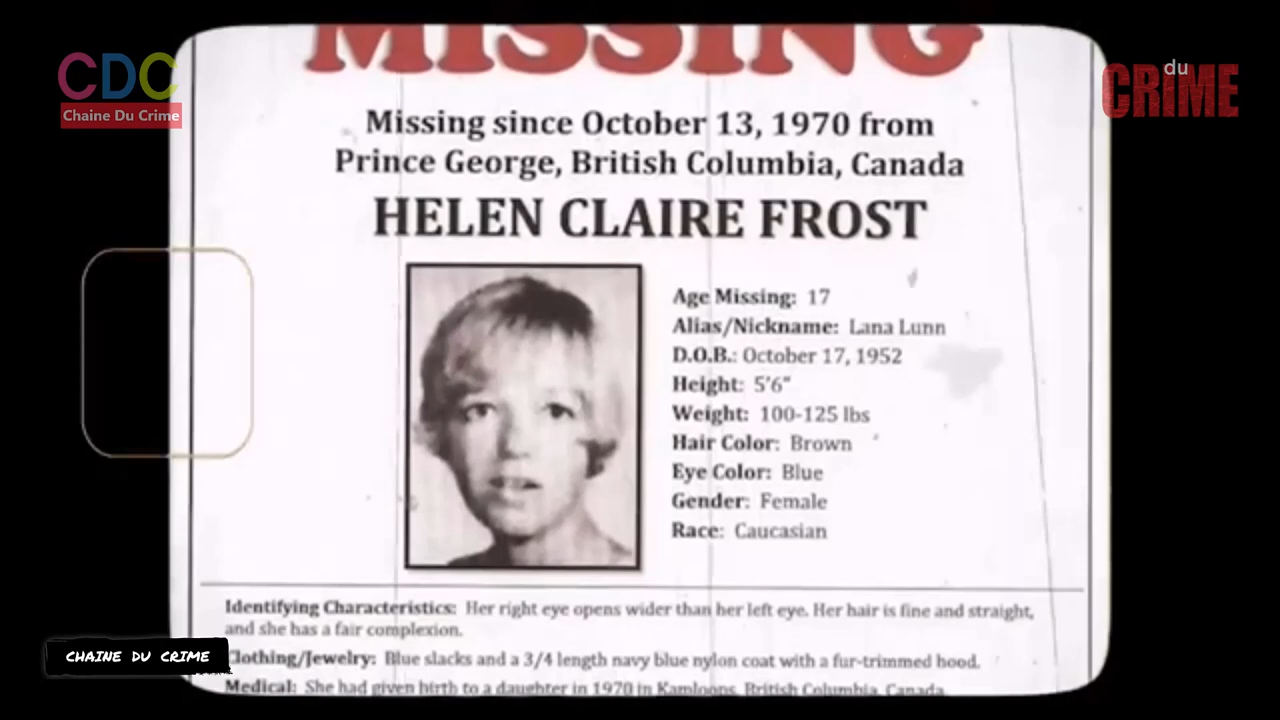 CDC
Chaine Du Crime
du
CRIME
MISSING
Missing since October 13, 1970 from
Prince George, British Columbia, Canada
HELEN CLAIRE FROST
Age Missing: 17
Alias/Nickname: Lana Lunn
D.O.B.: October 17, 1952
Height: 5'6"
Weight: 100-125 lbs
Hair Color: Brown
Eye Color: Blue
Gender: Female
Race: Caucasian
Identifying Characteristics: Her right eye opens wider than her left eye. Her hair is fine and straight,
and she has a fair complexion.
CHAINE DU CRIME
Clothing/Jewelry: Blue slacks and a 3/4 length navy blue nylon coat with a fur-trimmed hood.
Medical: She had given birth to a daughter in 1970 in Kamloops, British Columbia, Canada.